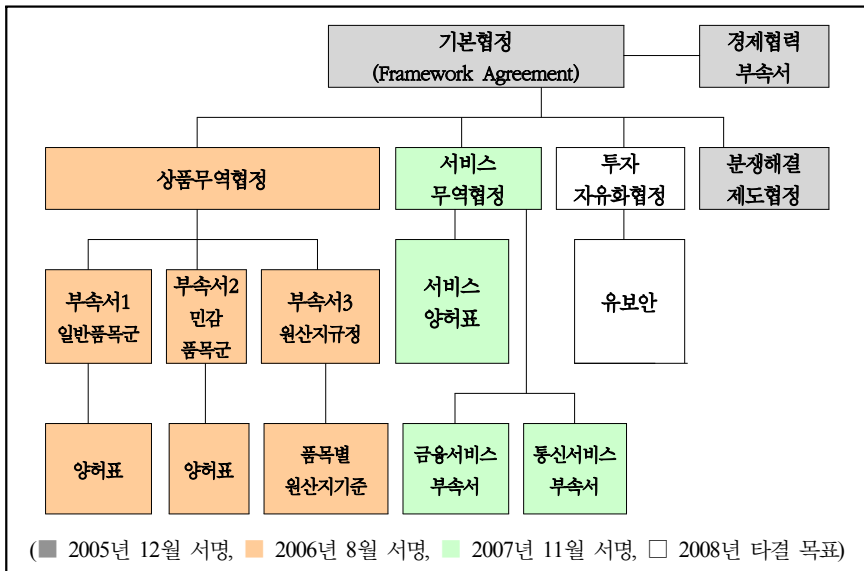 기본협정
(Framework Agreement)
경제협력
부속서
상품무역협정
서비스
무역협정
투자
자유화협정
분쟁해결
제도협정
부속서1
일반품목군
부속서2
민감
품목군
부속서3
원산지규정
서비스
양허표
유보안
양허표
양허표
품목별
원산지기준
금융서비스
부속서
통신서비스
부속서
(■ 2005년 12월 서명, ■ 2006년 8월 서명, ■ 2007년 11월 서명, □ 2008년 타결 목표)